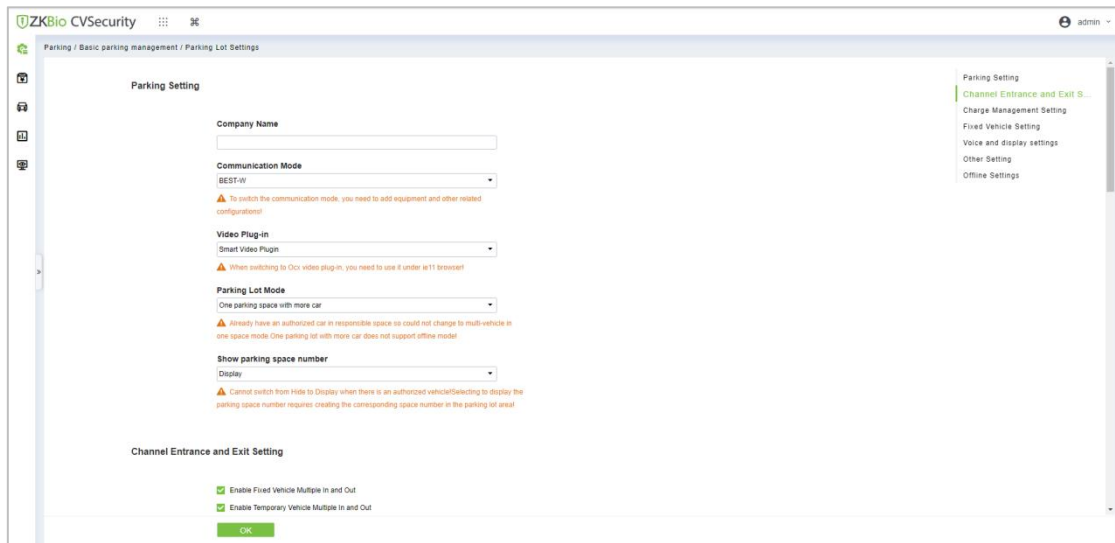 ZKBio CVSecurity
admin
Parking / Basic parking management / Parking Lot Settings
Parking Setting
Company Name
Communication Mode
BEST-W
To switch the communication mode, you need to add equipment and other related
configurations!
Video Plug-in
Smart Video Plugin
When switching to Ocx video plug-in, you need to use it under ie11 browser!
Parking Lot Mode
One parking space with more car
Already have an authorized car in responsible space so could not change to multi-vehicle in
one space mode.One parking lot with more car does not support offline mode!
Show parking space number
Display
Cannot switch from Hide to Display when there is an authorized vehicle!Selecting to display the
parking space number requires creating the corresponding space number in the parking lot area!
Channel Entrance and Exit Setting
Enable Fixed Vehicle Multiple In and Out
Enable Temporary Vehicle Multiple In and Out
OK
Parking Setting
Channel Entrance and Exit S...
Charge Management Setting
Fixed Vehicle Setting
Voice and display settings
Other Setting
Offline Settings